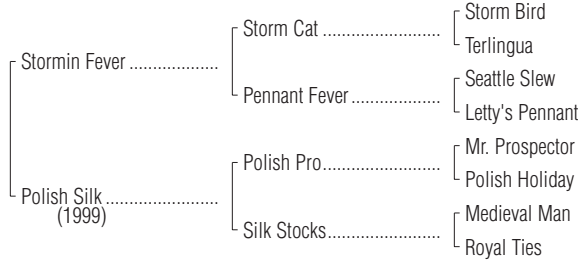 Storm Bird
Storm Cat ..........................
Terlingua
Stormin Fever ....................
Seattle Slew
Pennant Fever ....................
Letty's Pennant
Mr. Prospector
Polish Pro ..........................
Polish Holiday
Polish Silk .........................
(1999)
Medieval Man
Silk Stocks .........................
Royal Ties